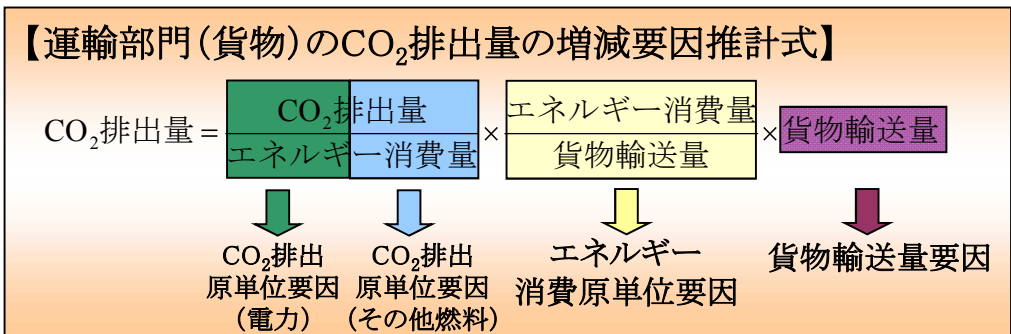 【運輸部門(貨物)のCO₂排出量の増減要因推計式】
CO₂排出量=CO₂排出量/エネルギー消費量×エネルギー消費量/貨物輸送量×貨物輸送量
CO₂排出
原単位要因
(電力)
CO₂排出
原単位要因
(その他燃料)
エネルギー
消費原単位要因
貨物輸送量要因